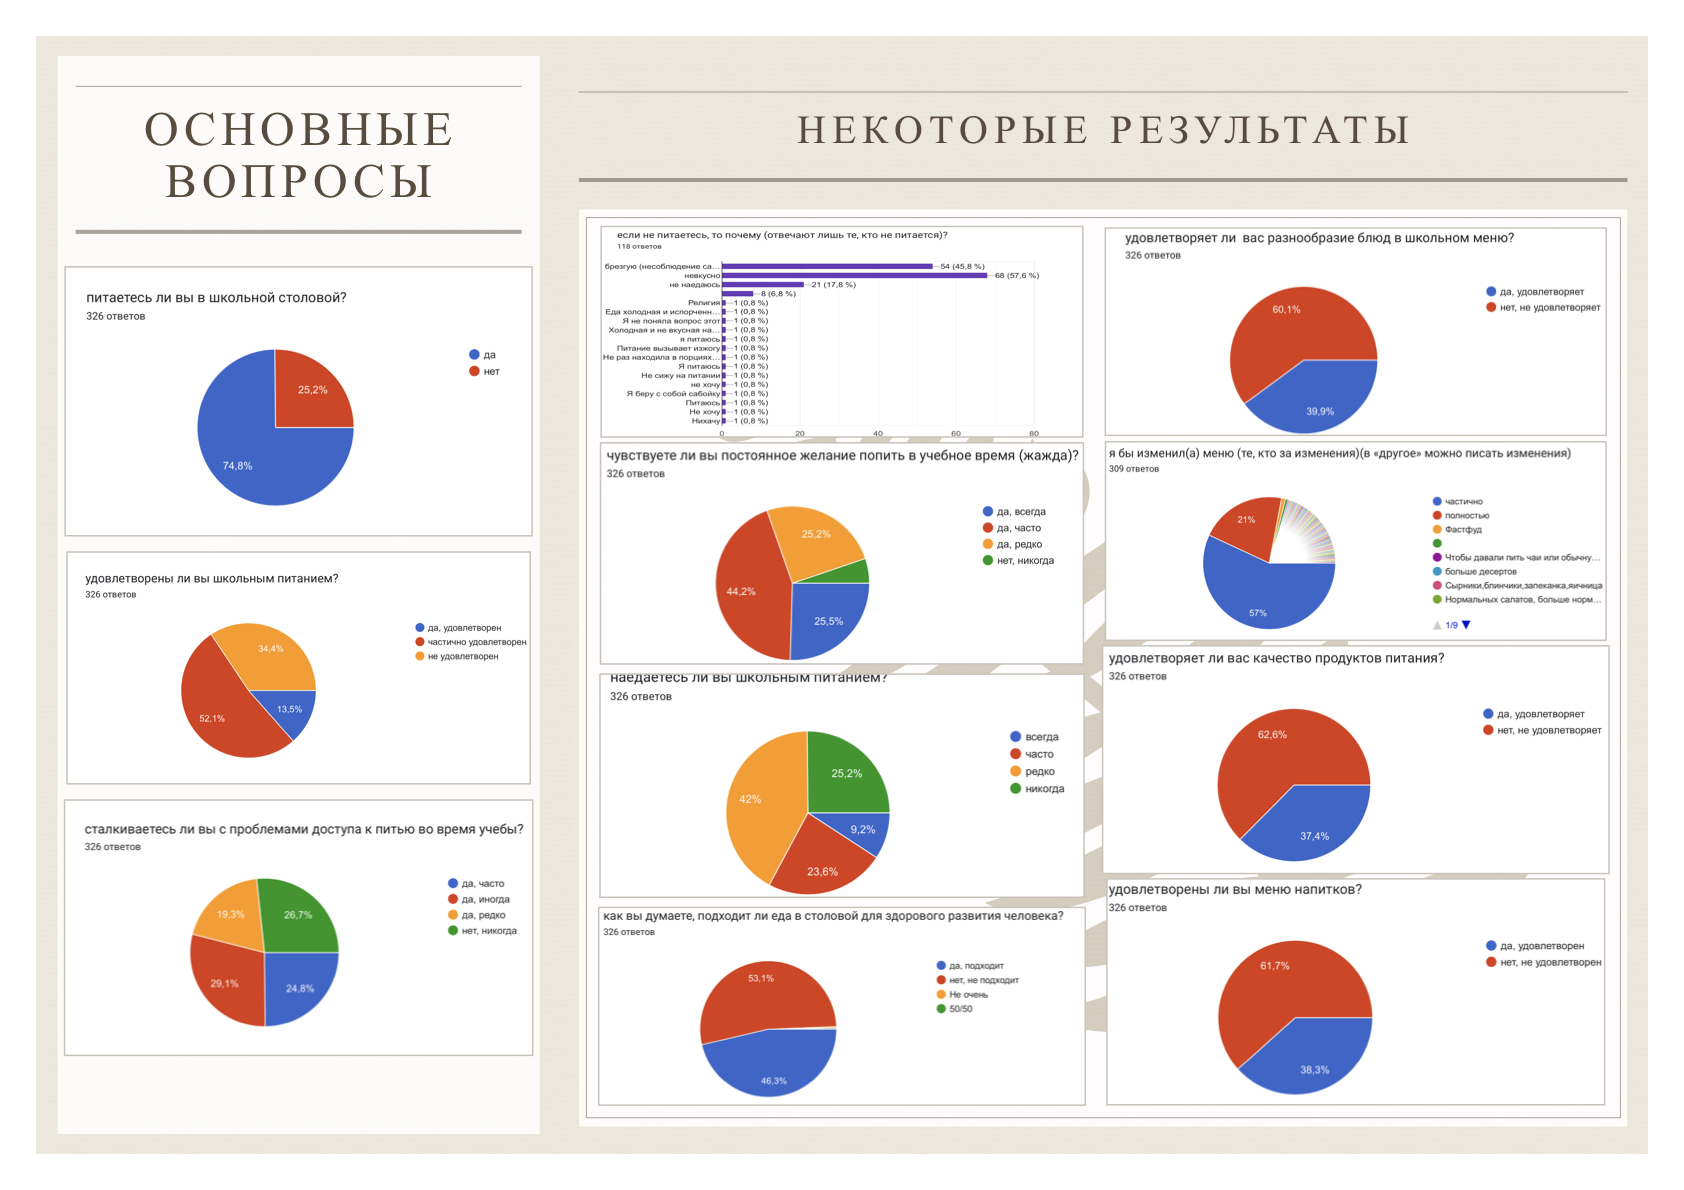 ОСНОВНЫЕ
ВОПРОСЫ
питаетесь ли вы в школьной столовой?
326 ответов
да
нет
25,2%
74,8%
удовлетворены ли вы школьным питанием?
326 ответов
да, удовлетворен
частично удовлетворен
не удовлетворен
34,4%
13,5%
52,1%
сталкиваетесь ли вы с проблемами доступа к питью во время учебы?
326 ответов
да, часто
да, иногда
да, редко
нет, никогда
19,3%
26,7%
29,1%
24,8%
НЕКОТОРЫЕ РЕЗУЛЬТАТЫ
если не питаетесь, то почему (отвечают лишь те, кто не питается)?
118 ответов
брезгую (несоблюдение са... 54 (45,8 %)
невкусно 68 (57,6 %)
не наедаюсь 21 (17,8 %)
8 (6,8 %)
Религия 1 (0,8 %)
Еда холодная и испорченн... 1 (0,8 %)
Я не поняла вопрос этот 1 (0,8 %)
Холодная и не вкусная на... 1 (0,8 %)
я питаюсь 1 (0,8 %)
Питание вызывает изжогу 1 (0,8 %)
Не раз находила в порциях... 1 (0,8 %)
Я питаюсь 1 (0,8 %)
Не сижу на питании 1 (0,8 %)
не хочу 1 (0,8 %)
Я беру с собой сабойку 1 (0,8 %)
Питаюсь 1 (0,8 %)
Не хочу 1 (0,8 %)
Нихачу 1 (0,8 %)
0 20 40 60 80
чувствуете ли вы постоянное желание попить в учебное время (жажда)?
326 ответов
да, всегда
да, часто
да, редко
нет, никогда
25,2%
44,2%
25,5%
наедаетесь ли вы школьным питанием?
326 ответов
всегда
часто
редко
никогда
25,2%
42%
9,2%
23,6%
как вы думаете, подходит ли еда в столовой для здорового развития человека?
326 ответов
да, подходит
нет, не подходит
Не очень
50/50
53,1%
46,3%
удовлетворяет ли вас разнообразие блюд в школьном меню?
326 ответов
да, удовлетворяет
нет, не удовлетворяет
60,1%
39,9%
я бы изменил(а) меню (те, кто за изменения)(в «другое» можно писать изменения)
309 ответов
частично
полностью
Фастфуд
Чтобы давали пить чаи или обычну...
больше десертов
Сырники,блинчики,запеканка,яичница
Нормальных салатов, больше норм...
1/9
21%
57%
удовлетворяет ли вас качество продуктов питания?
326 ответов
да, удовлетворяет
нет, не удовлетворяет
62,6%
37,4%
удовлетворены ли вы меню напитков?
326 ответов
да, удовлетворен
нет, не удовлетворен
61,7%
38,3%